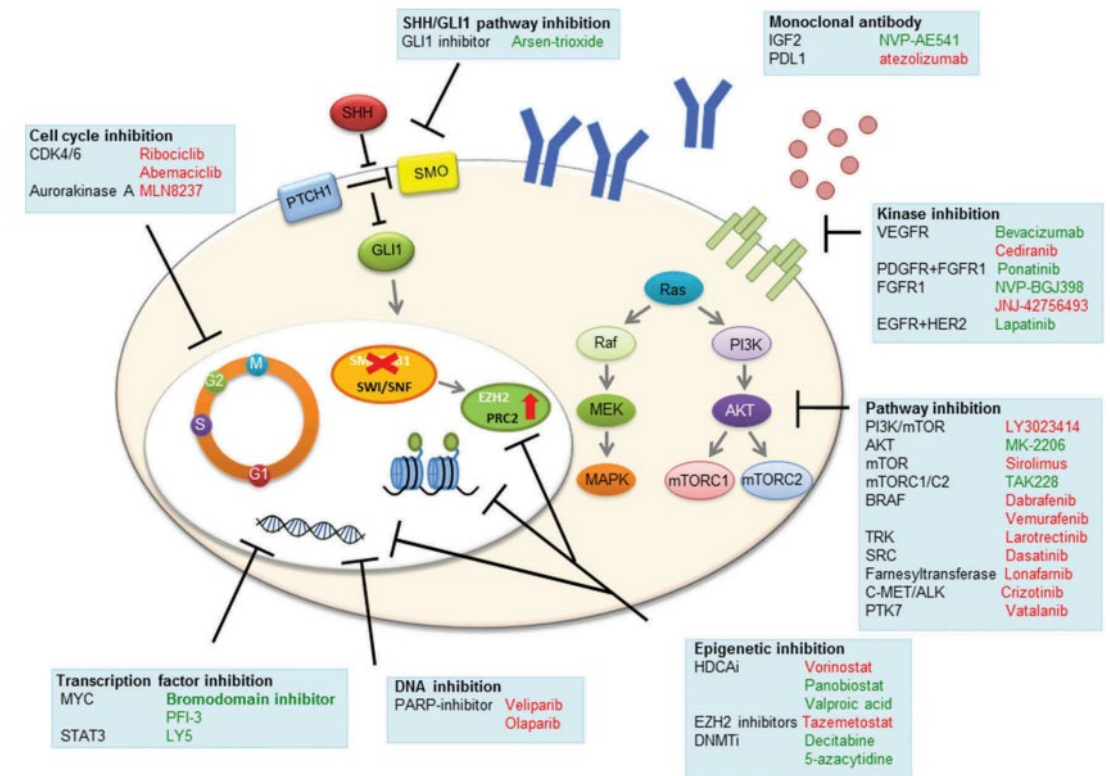 SHH/GLI1 pathway inhibition
GLI1 inhibitor Arsen-trioxide
Monoclonal antibody
IGF2 NVP-AE541
PDL1 atezolizumab
Cell cycle inhibition
CDK4/6 Ribociclib
Abemaciclib
Aurorakinase A MLN8237
SHH
PTCH1
SMO
GLI1
Kinase inhibition
VEGFR Bevacizumab
Cediranib
PDGFR+FGFR1 Ponatinib
FGFR1 NVP-BGJ398
JNJ-42756493
EGFR+HER2 Lapatinib
Ras
Raf
PI3K
MEK
AKT
MAPK
mTORC1
mTORC2
M
G2
S
G1
SWI/SNF
EZH2
PRC2
Pathway inhibition
PI3K/mTOR LY3023414
AKT MK-2206
mTOR Sirolimus
mTORC1/C2 TAK228
BRAF Dabrafenib
Vemurafenib
TRK Larotrectinib
SRC Dasatinib
Farnesyltransferase Lonafarnib
C-MET/ALK Crizotinib
PTK7 Vatalanib
Transcription factor inhibition
MYC Bromodomain inhibitor
PFI-3
STAT3 LY5
DNA inhibition
PARP-inhibitor Veliparib
Olaparib
Epigenetic inhibition
HDCAi Vorinostat
Panobiostat
Valproic acid
EZH2 inhibitors Tazemetostat
DNMTi Decitabine
5-azacytidine